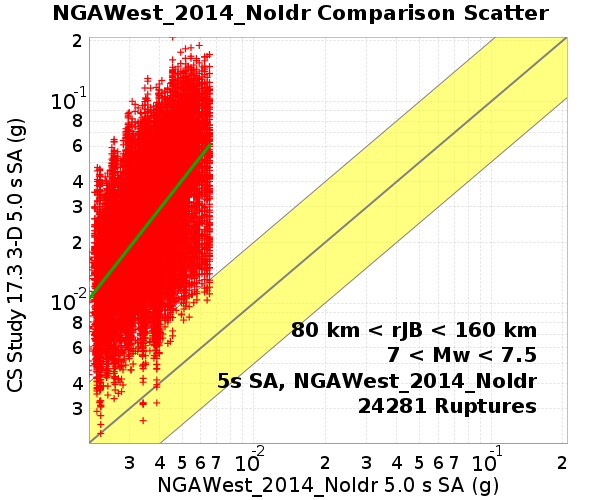 NGAWest_2014_NoIdr Comparison Scatter
CS Study 17.3 3-D 5.0 s SA (g)
2
10-1
8
6
4
3
2
10-2
8
6
4
3
80 km < rJB < 160 km
7 < Mw < 7.5
5s SA, NGAWest_2014_NoIdr
24281 Ruptures
3 4 5 6 7 10-2 2 3 4 5 6 7 10-1 2
NGAWest_2014_NoIdr 5.0 s SA (g)